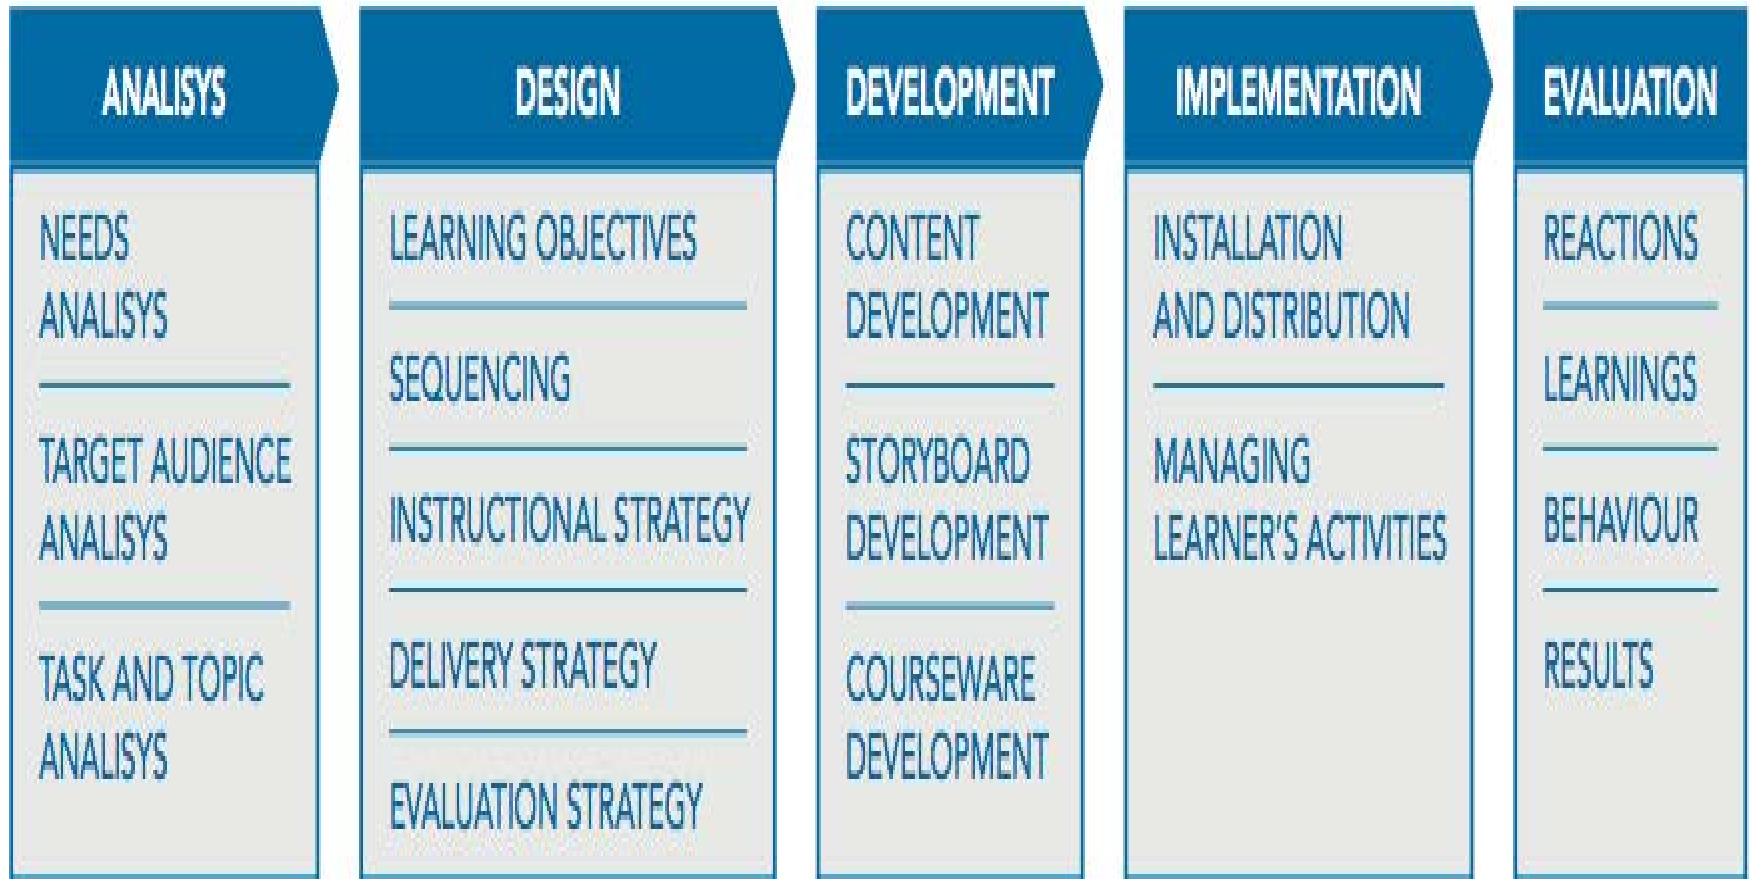 ANALISYS
NEEDS
ANALISYS
TARGET AUDIENCE
ANALISYS
TASK AND TOPIC
ANALISYS
DESIGN
LEARNING OBJECTIVES
SEQUENCING
INSTRUCTIONAL STRATEGY
DELIVERY STRATEGY
EVALUATION STRATEGY
DEVELOPMENT
CONTENT
DEVELOPMENT
STORYBOARD
DEVELOPMENT
COURSEWARE
DEVELOPMENT
IMPLEMENTATION
INSTALLATION
AND DISTRIBUTION
MANAGING
LEARNER'S ACTIVITIES
EVALUATION
REACTIONS
LEARNINGS
BEHAVIOUR
RESULTS